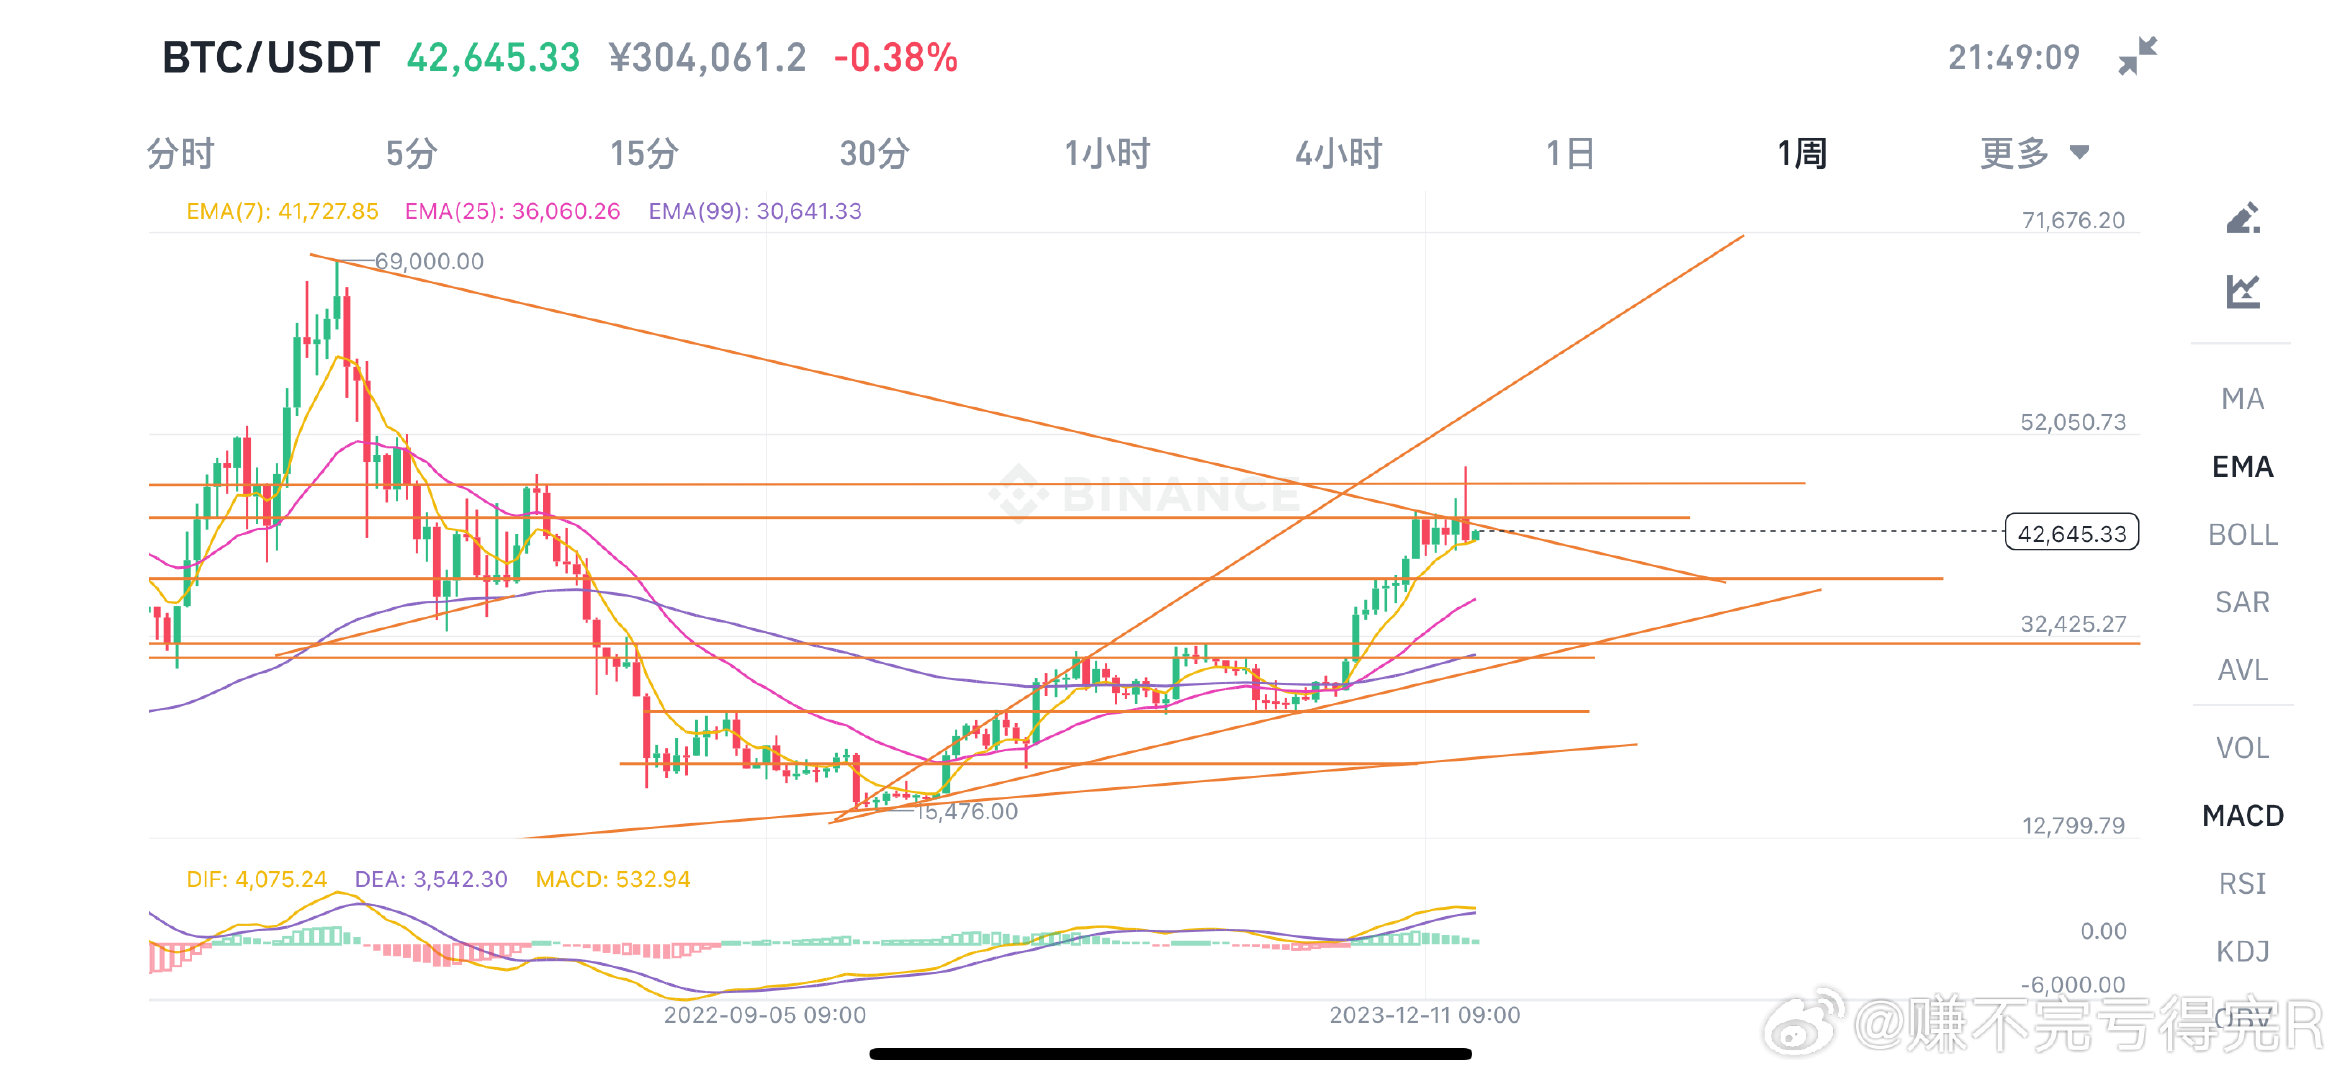 BTC/USDT 42,645.33 ¥304,061.2 -0.38% 21:49:09
分时 5分 15分 30分 1小时 4小时 1日 1周 更多
EMA(7): 41,727.85 EMA(25): 36,060.26 EMA(99): 30,641.33
71,676.20
69,000.00
MA
52,050.73
EMA
BINANCE
42,645.33
BOLL
SAR
32,425.27
AVL
VOL
15,476.00
MACD
12,799.79
DIF: 4,075.24 DEA: 3,542.30 MACD: 532.94
RSI
0.00
KDJ
-6,000.00
2022-09-05 09:00 2023-12-11 09:00
OBV
@赚不完亏得完R